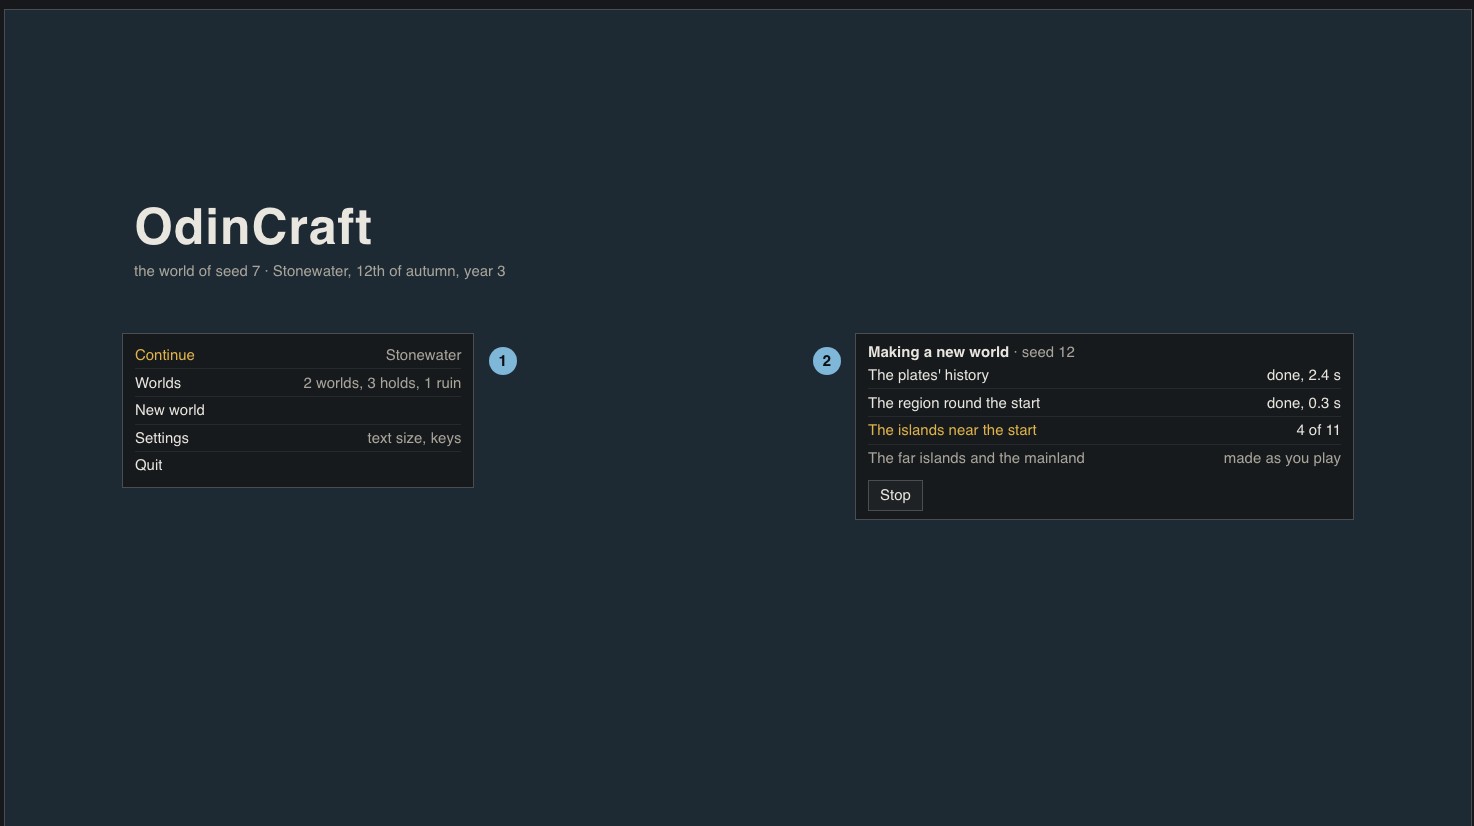 OdinCraft
the world of seed 7 · Stonewater, 12th of autumn, year 3
Continue Stonewater
Worlds 2 worlds, 3 holds, 1 ruin
New world
Settings text size, keys
Quit
1
2
Making a new world · seed 12
The plates' history done, 2.4 s
The region round the start done, 0.3 s
The islands near the start 4 of 11
The far islands and the mainland made as you play
Stop